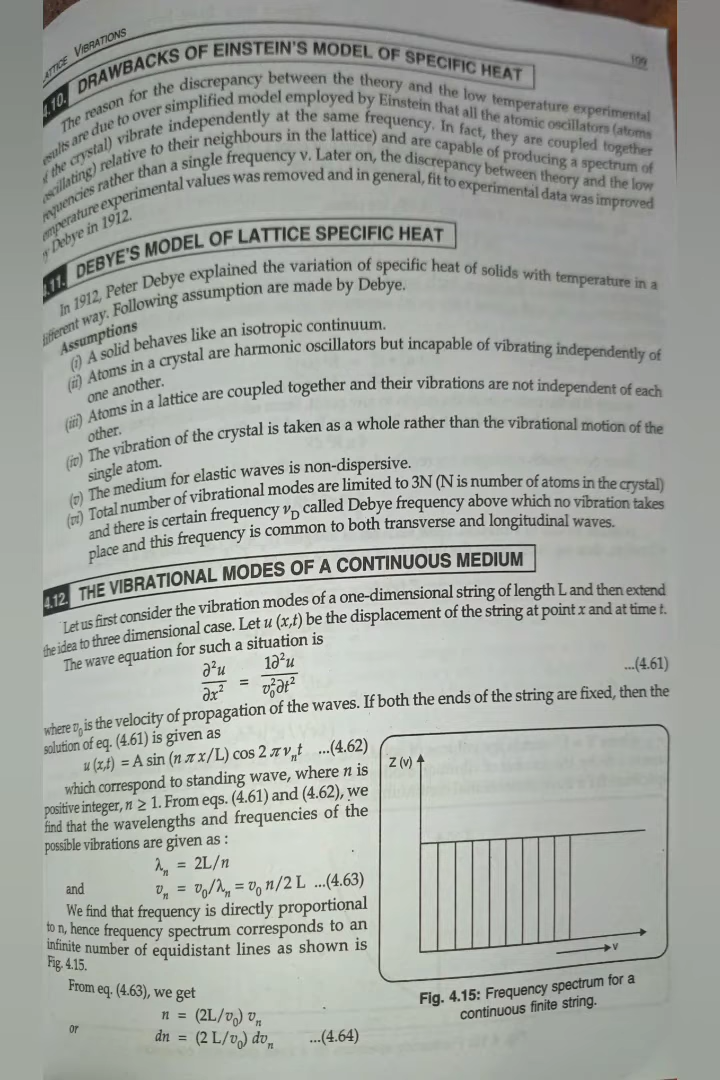 ATTICE VIBRATIONS
109
4.10. DRAWBACKS OF EINSTEIN'S MODEL OF SPECIFIC HEAT
The reason for the discrepancy between the theory and the low temperature experimental
esults are due to over simplified model employed by Einstein that all the atomic oscillators (atoms
f the crystal) vibrate independently at the same frequency. In fact, they are coupled together
oscillating) relative to their neighbours in the lattice) and are capable of producing a spectrum of
requencies rather than a single frequency ν. Later on, the discrepancy between theory and the low
emperature experimental values was removed and in general, fit to experimental data was improved
y Debye in 1912.
4.11. DEBYE'S MODEL OF LATTICE SPECIFIC HEAT
In 1912, Peter Debye explained the variation of specific heat of solids with temperature in a
different way. Following assumption are made by Debye.
Assumptions
(i) A solid behaves like an isotropic continuum.
(ii) Atoms in a crystal are harmonic oscillators but incapable of vibrating independently of
one another.
(iii) Atoms in a lattice are coupled together and their vibrations are not independent of each
other.
(iv) The vibration of the crystal is taken as a whole rather than the vibrational motion of the
single atom.
(v) The medium for elastic waves is non-dispersive.
(vi) Total number of vibrational modes are limited to 3N (N is number of atoms in the crystal)
and there is certain frequency ν_D called Debye frequency above which no vibration takes
place and this frequency is common to both transverse and longitudinal waves.
4.12. THE VIBRATIONAL MODES OF A CONTINUOUS MEDIUM
Let us first consider the vibration modes of a one-dimensional string of length L and then extend
the idea to three dimensional case. Let u (x,t) be the displacement of the string at point x and at time t.
The wave equation for such a situation is
∂²u/∂x² = 1∂²u/v₀²∂t² ...(4.61)
where v₀ is the velocity of propagation of the waves. If both the ends of the string are fixed, then the
solution of eq. (4.61) is given as
u (x,t) = A sin (n π x/L) cos 2 π ν_n t ...(4.62)
which correspond to standing wave, where n is
positive integer, n ≥ 1. From eqs. (4.61) and (4.62), we
find that the wavelengths and frequencies of the
possible vibrations are given as :
λ_n = 2L/n
and υ_n = v₀/λ_n = v₀ n/2 L ...(4.63)
We find that frequency is directly proportional
to n, hence frequency spectrum corresponds to an
infinite number of equidistant lines as shown is
Fig. 4.15.
From eq. (4.63), we get
n = (2L/v₀) υ_n
or dn = (2 L/v₀) dυ_n ...(4.64)
Z (ν)
ν
Fig. 4.15: Frequency spectrum for a
continuous finite string.